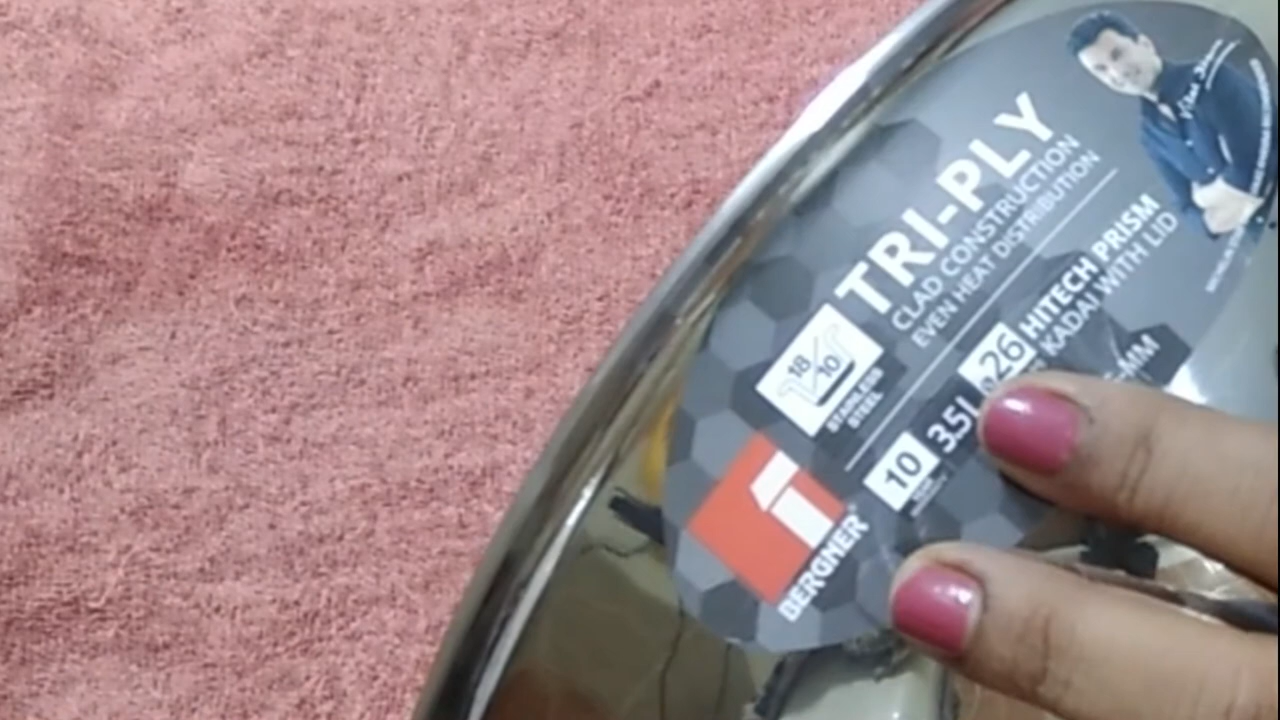 TRI-PLY
CLAD CONSTRUCTION
EVEN HEAT DISTRIBUTION
18/10
STAINLESS
STEEL
26 HITECH PRISM
KADAI WITH LID
10 3.5L
MM
BERGNER